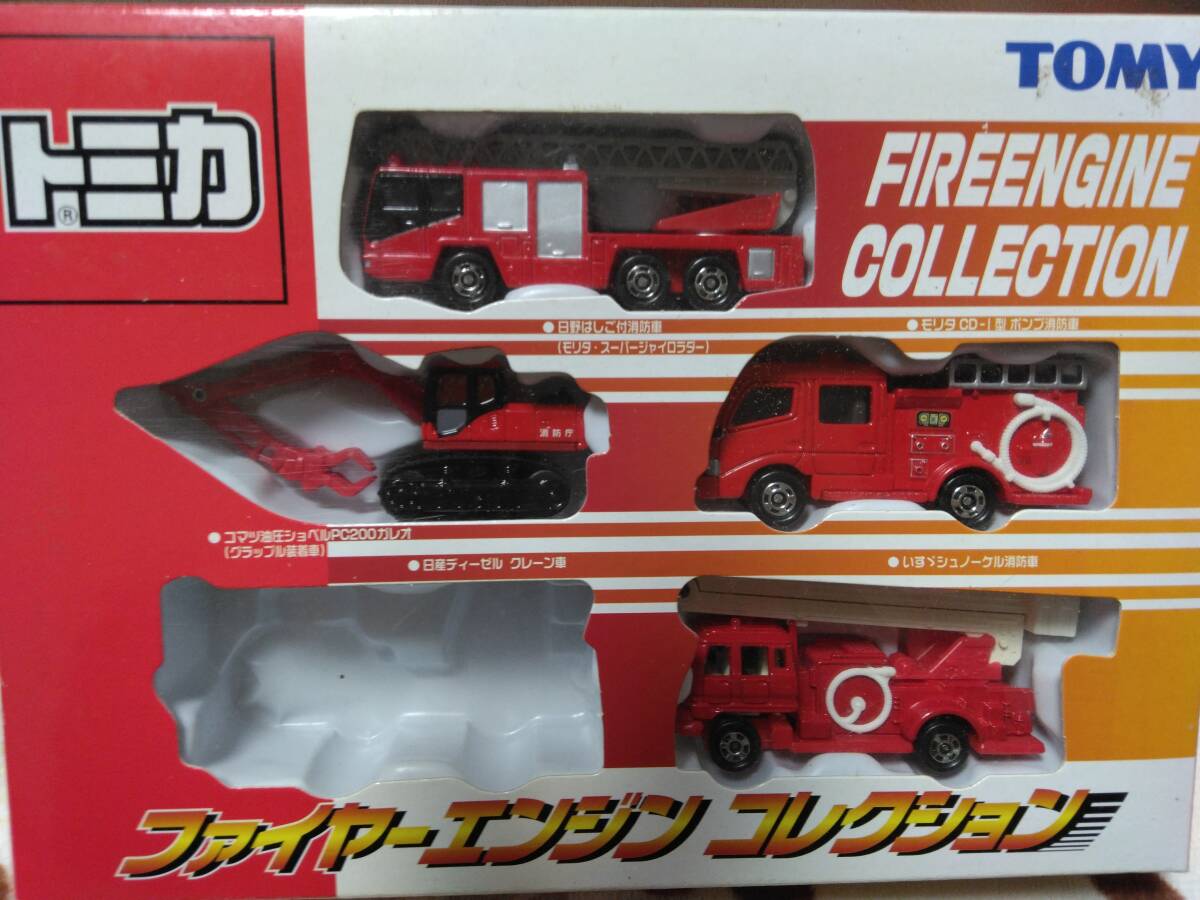 トミカ®
TOMY
FIREENGINE
COLLECTION
●日野はしご付消防車
(モリタ・スーパージャイロラダー)
●モリタ CD-I型 ポンプ消防車
消防庁
●コマツ油圧ショベルPC200ガレオ
(グラップル装着車)
●日産ディーゼル クレーン車
●いすゞシュノーケル消防車
ファイヤーエンジン コレクション